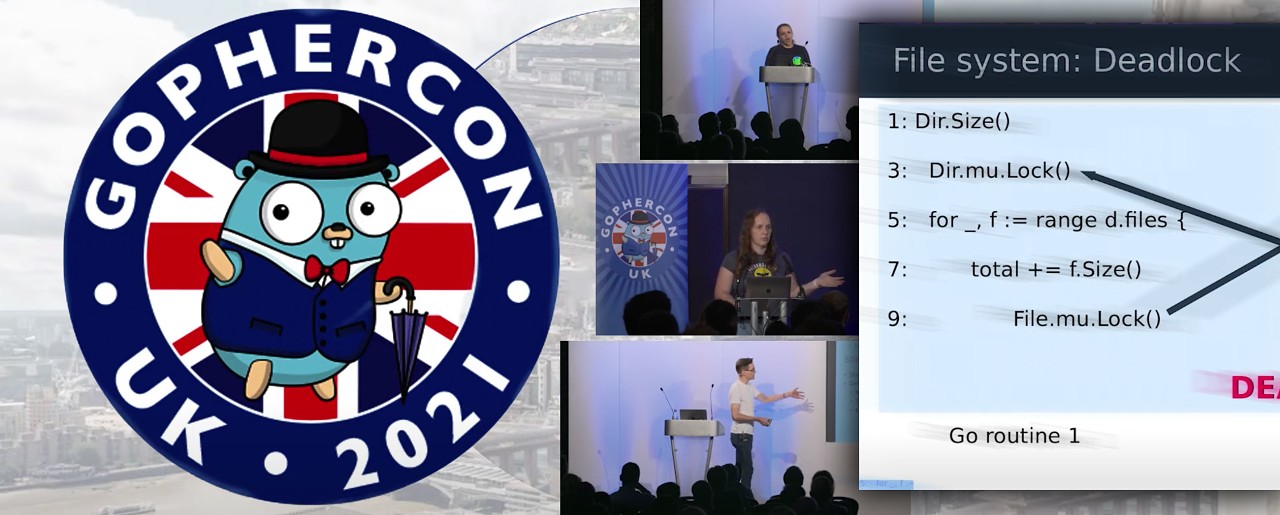 GOPHERCON
UK • 2021
GOPHERCON
UK
File system: Deadlock
1: Dir.Size()
3: Dir.mu.Lock()
5: for _, f := range d.files {
7: total += f.Size()
9: File.mu.Lock()
Go routine 1